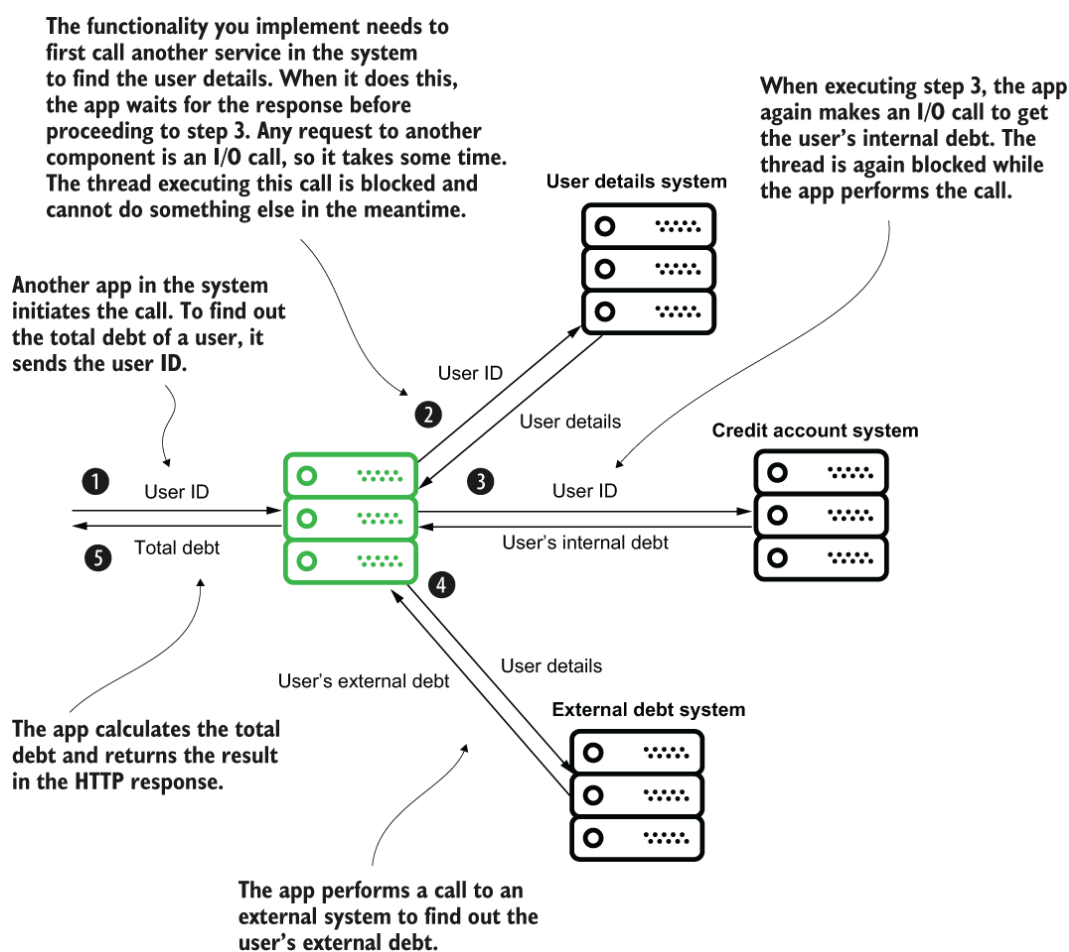 The functionality you implement needs to
first call another service in the system
to find the user details. When it does this,
the app waits for the response before
proceeding to step 3. Any request to another
component is an I/O call, so it takes some time.
The thread executing this call is blocked and
cannot do something else in the meantime.
When executing step 3, the app
again makes an I/O call to get
the user's internal debt. The
thread is again blocked while
the app performs the call.
User details system
Another app in the system
initiates the call. To find out
the total debt of a user, it
sends the user ID.
User ID
2
User details
Credit account system
1
User ID
3
User ID
5
Total debt
User's internal debt
4
User details
User's external debt
External debt system
The app calculates the total
debt and returns the result
in the HTTP response.
The app performs a call to an
external system to find out the
user's external debt.